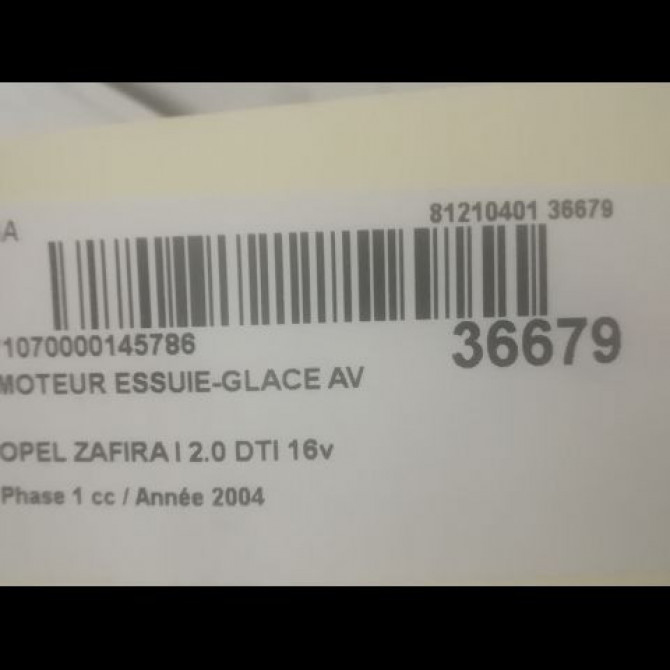 81210401 36679
A
1070000145786
36679
MOTEUR ESSUIE-GLACE AV
OPEL ZAFIRA I 2.0 DTI 16v
Phase 1 cc / Année 2004